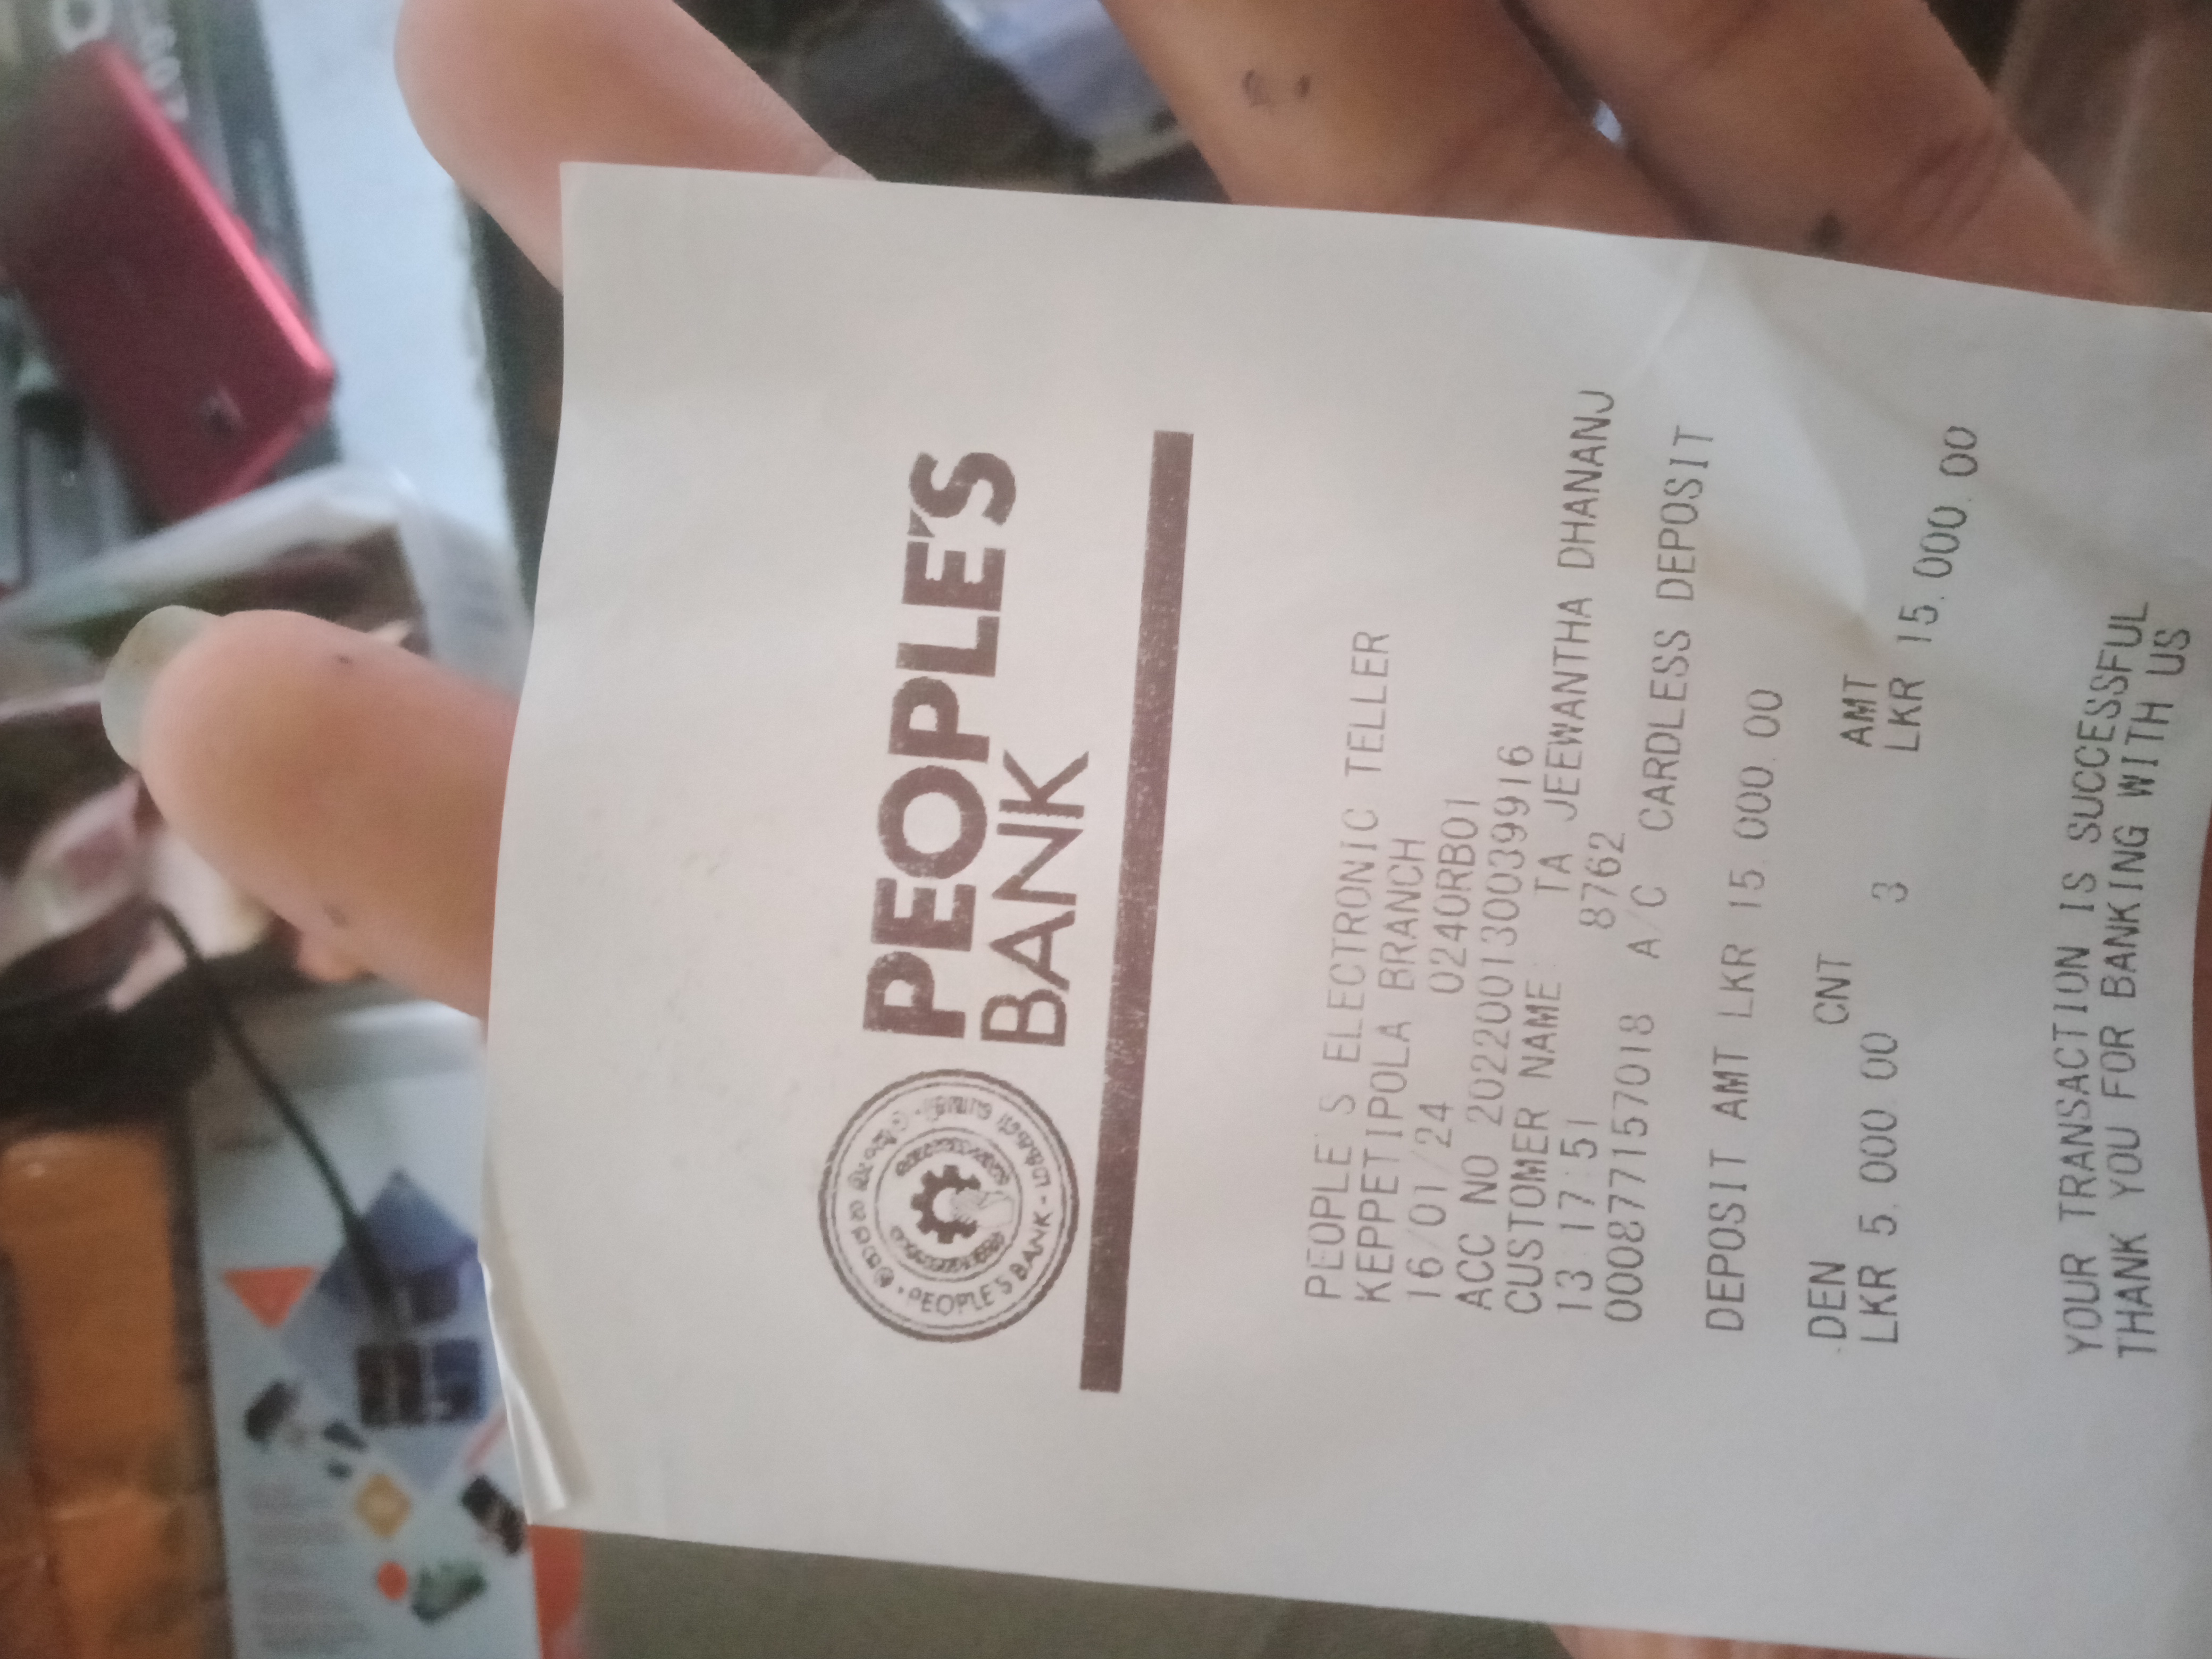 PEOPLE'S
BANK
PEOPLE'S BANK
PEOPLE'S ELECTRONIC TELLER
KEPPETIPOLA BRANCH
16/01/24 0240RB01
ACC NO 202200130039916
CUSTOMER NAME : TA JEEWANTHA DHANANJ
13:17:51 8762
000877157018 A/C CARDLESS DEPOSIT
DEPOSIT AMT LKR 15,000.00
DEN CNT AMT
LKR 5,000.00 3 LKR 15,000.00
YOUR TRANSACTION IS SUCCESSFUL
THANK YOU FOR BANKING WITH US